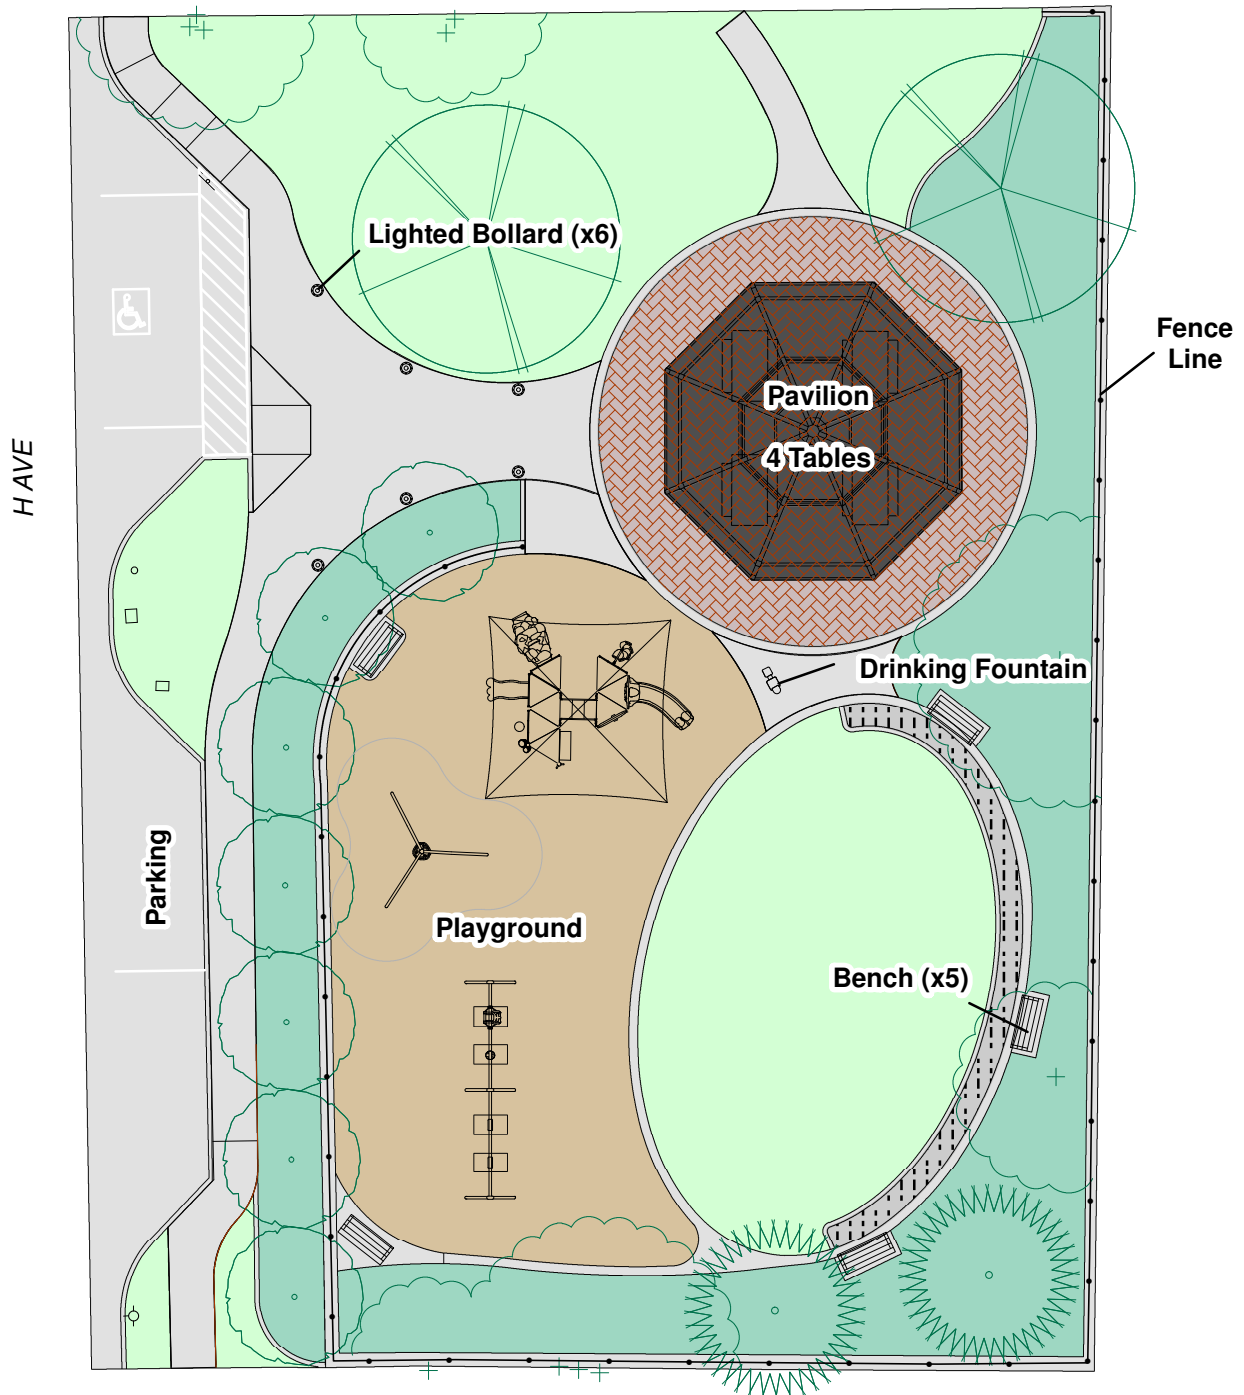 Lighted Bollard (x6)
Fence
Line
Pavilion
4 Tables
H AVE
Drinking Fountain
Parking
Playground
Bench (x5)